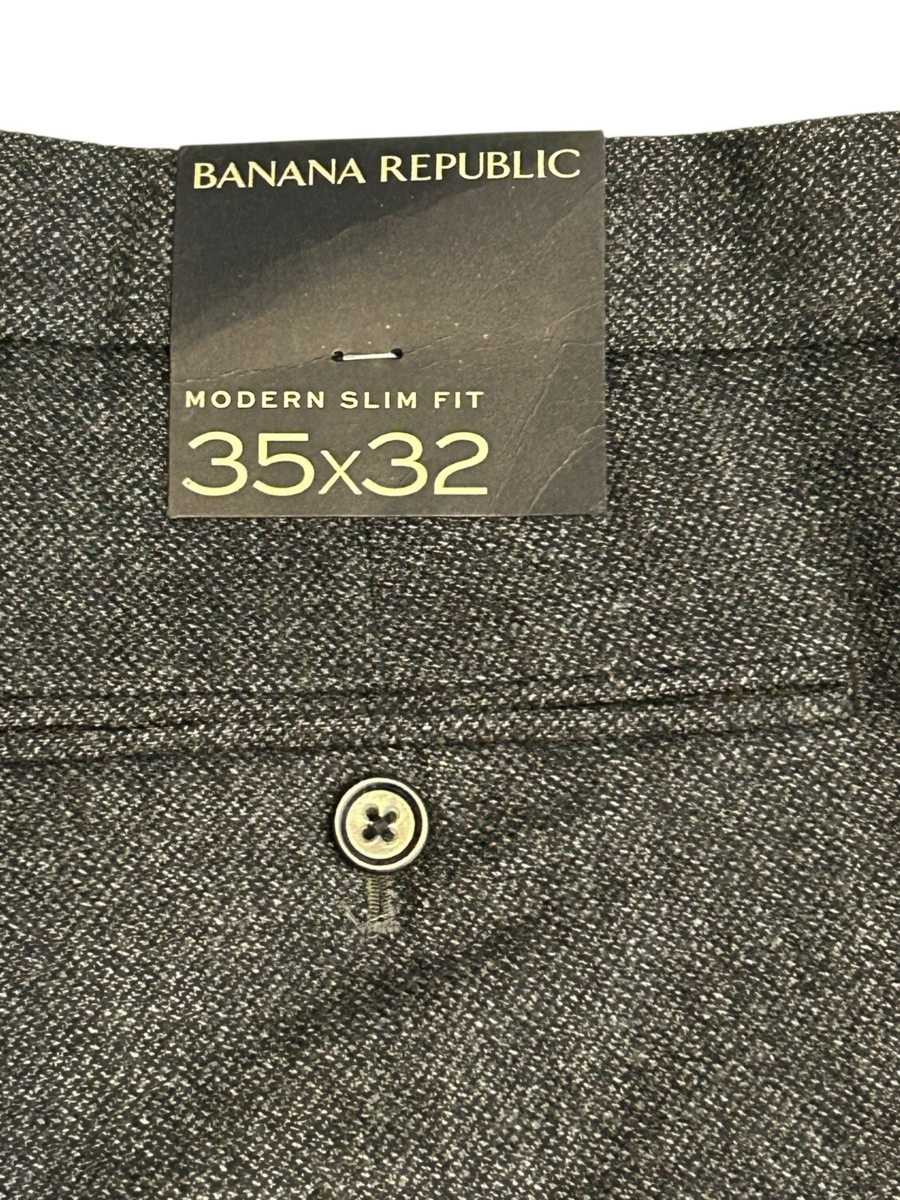 BANANA REPUBLIC
MODERN SLIM FIT
35x32